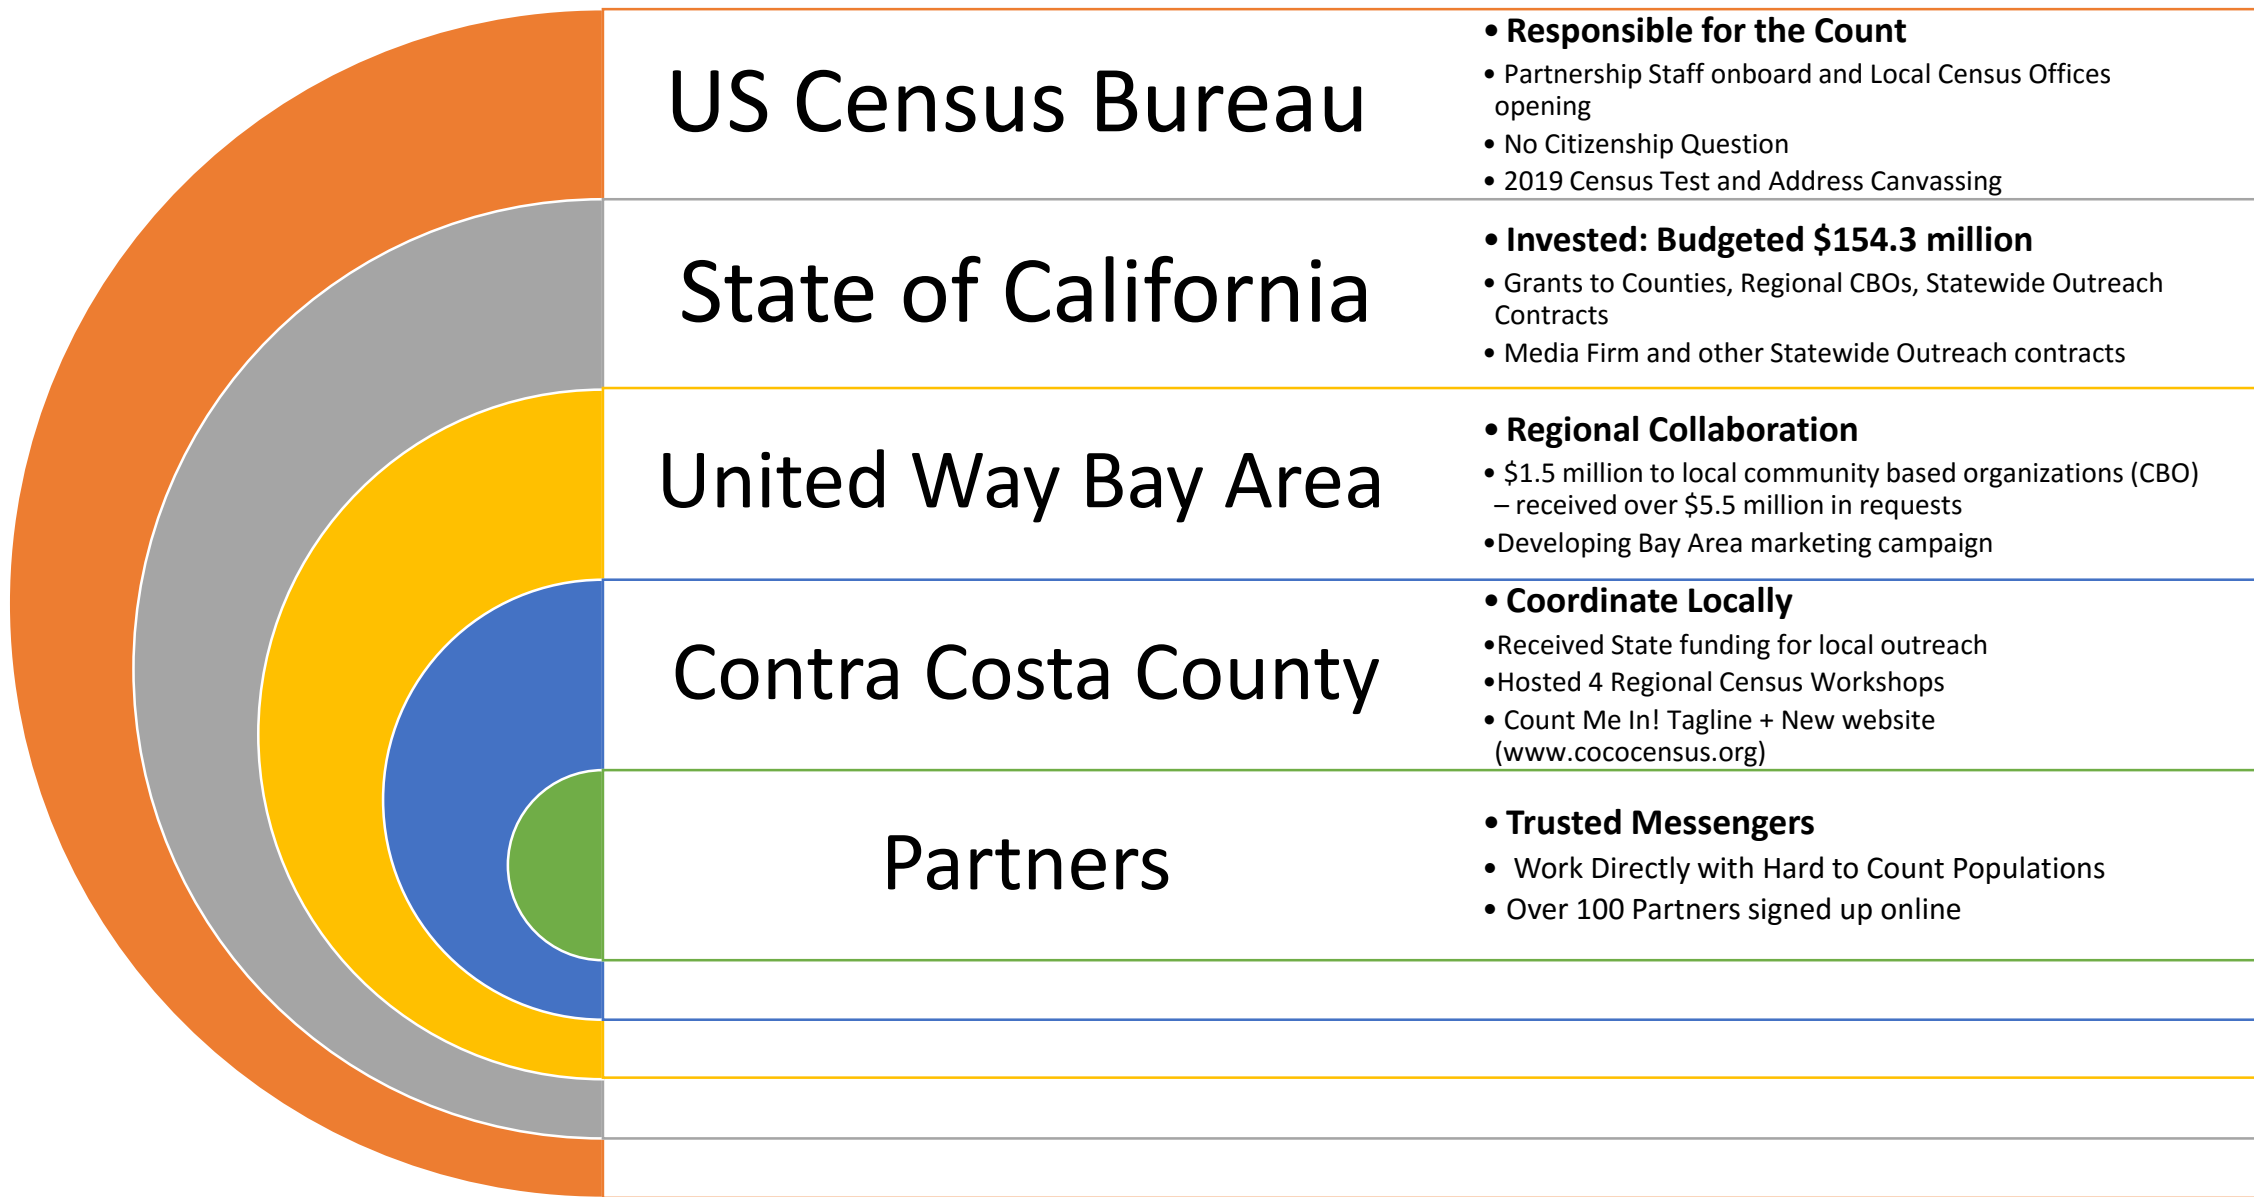 US Census Bureau
• Responsible for the Count
• Partnership Staff onboard and Local Census Offices
opening
• No Citizenship Question
• 2019 Census Test and Address Canvassing
State of California
• Invested: Budgeted $154.3 million
• Grants to Counties, Regional CBOs, Statewide Outreach
Contracts
• Media Firm and other Statewide Outreach contracts
United Way Bay Area
• Regional Collaboration
• $1.5 million to local community based organizations (CBO)
– received over $5.5 million in requests
•Developing Bay Area marketing campaign
Contra Costa County
• Coordinate Locally
•Received State funding for local outreach
•Hosted 4 Regional Census Workshops
• Count Me In! Tagline + New website
(www.cococensus.org)
Partners
• Trusted Messengers
• Work Directly with Hard to Count Populations
• Over 100 Partners signed up online